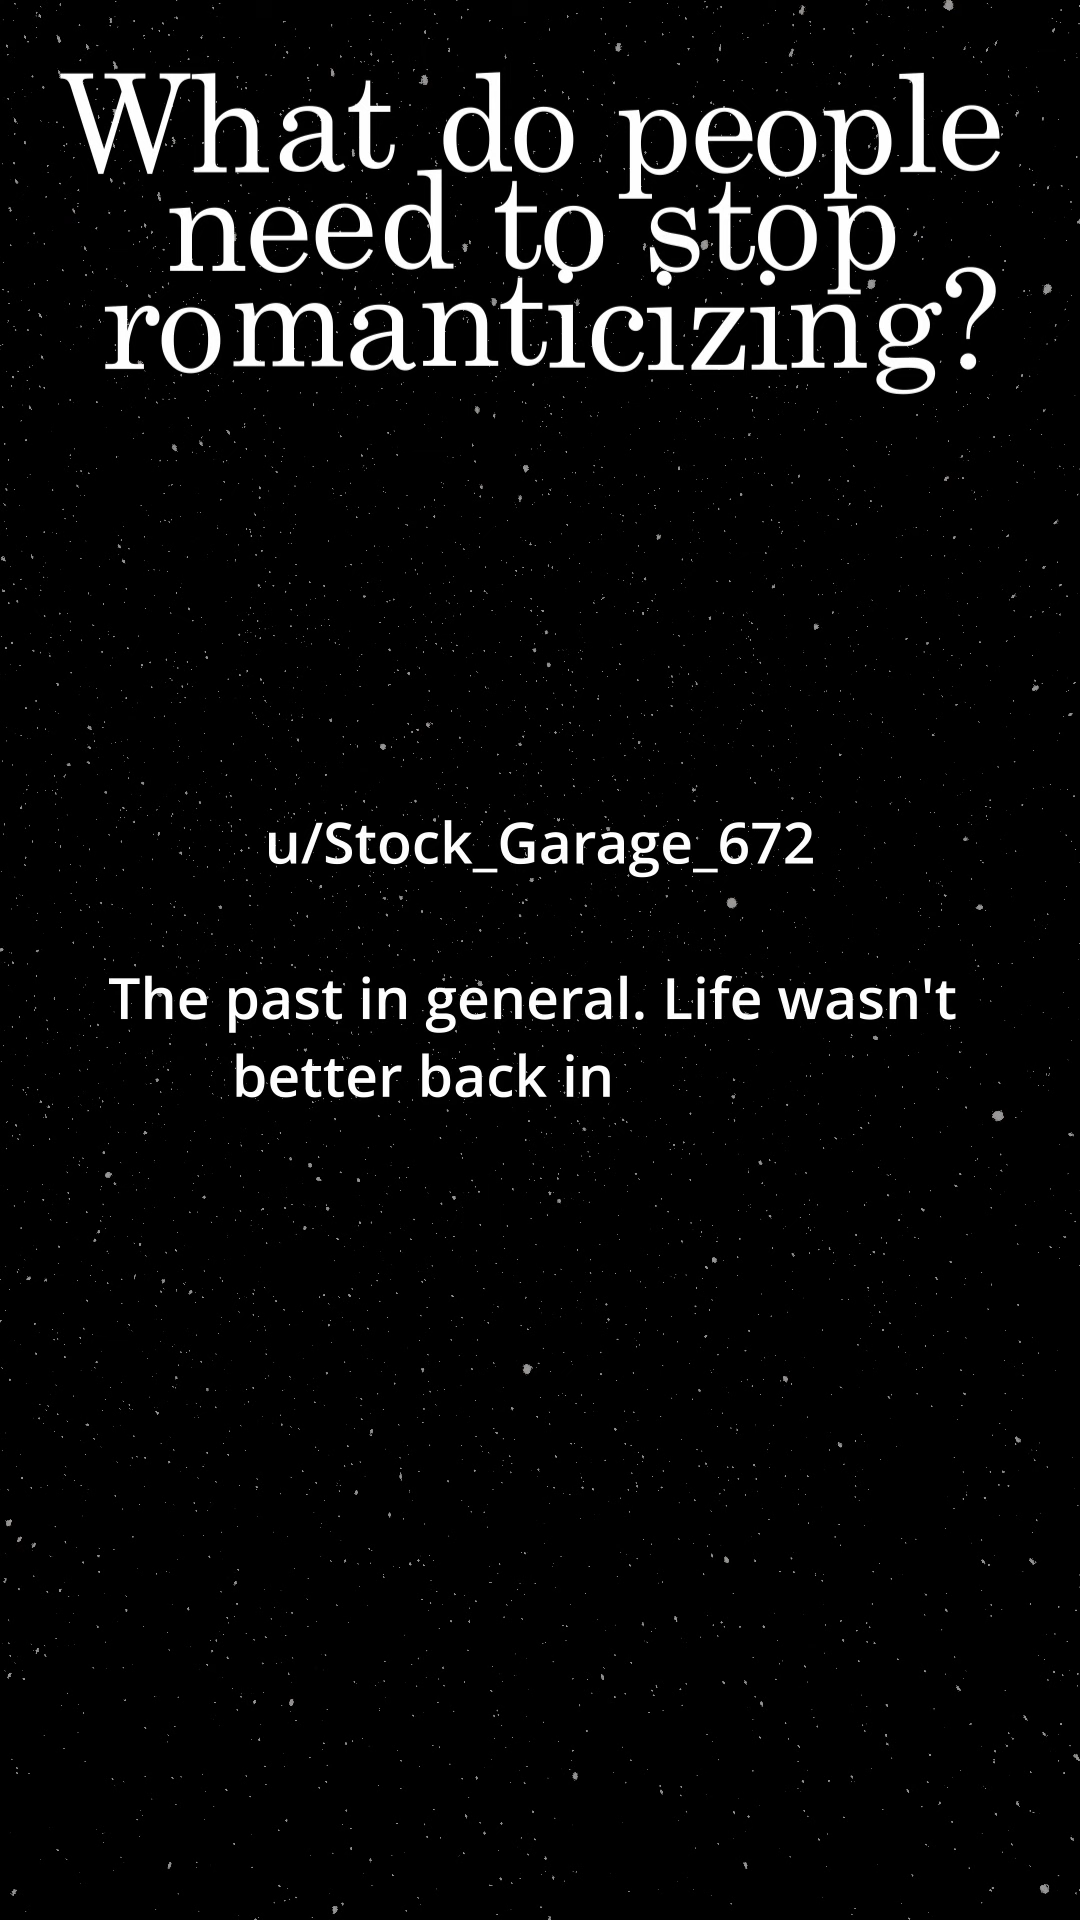 What do people
need to stop
romanticizing?
u/Stock_Garage_672
The past in general. Life wasn't
better back in